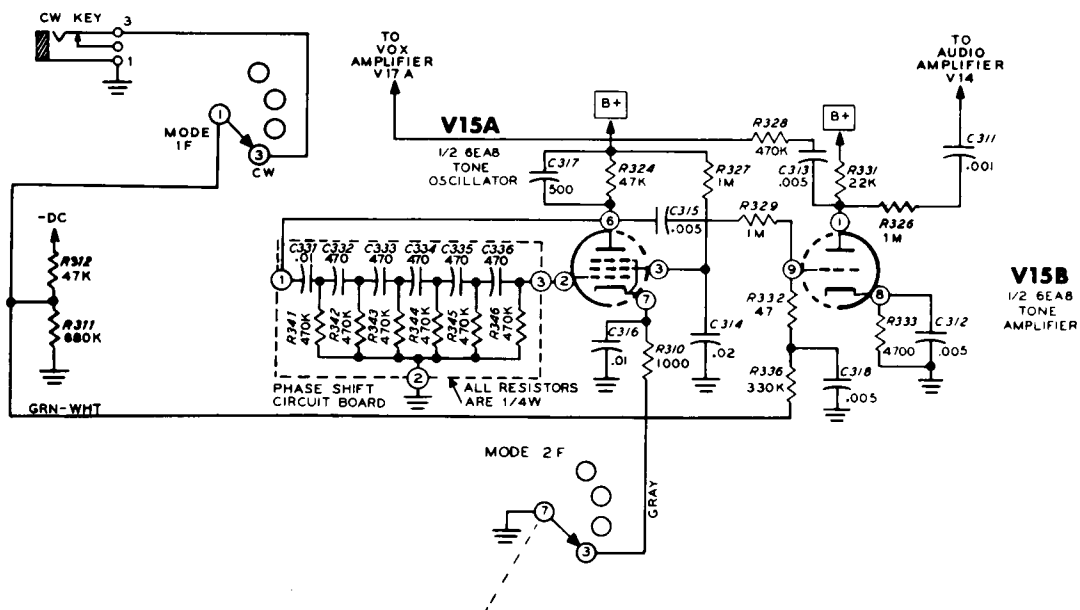 CW KEY
3
1
1
MODE
1F
3
CW
-DC
R312
47K
R311
680K
GRN-WHT
TO
VOX
AMPLIFIER
V17A
V15A
1/2 6EA8
TONE
OSCILLATOR
B+
C317
500
R324
47K
R327
1M
R328
470K
C313
.005
B+
R331
22K
TO
AUDIO
AMPLIFIER
V14
C311
.01
R326
1M
6
C315
.005
R329
1M
1
1
C331
.01
C332
470
C333
470
C334
470
C335
470
C336
470
3
2
3
7
R341
470K
R342
470K
R343
470K
R344
470K
R345
470K
R346
470K
2
PHASE SHIFT
CIRCUIT BOARD
ALL RESISTORS
ARE 1/4W
C316
.01
R310
1000
C314
.02
9
R332
47
R336
330K
C318
.005
8
R333
4700
C312
.005
V15B
1/2 6EA8
TONE
AMPLIFIER
MODE 2F
7
3
GRAY